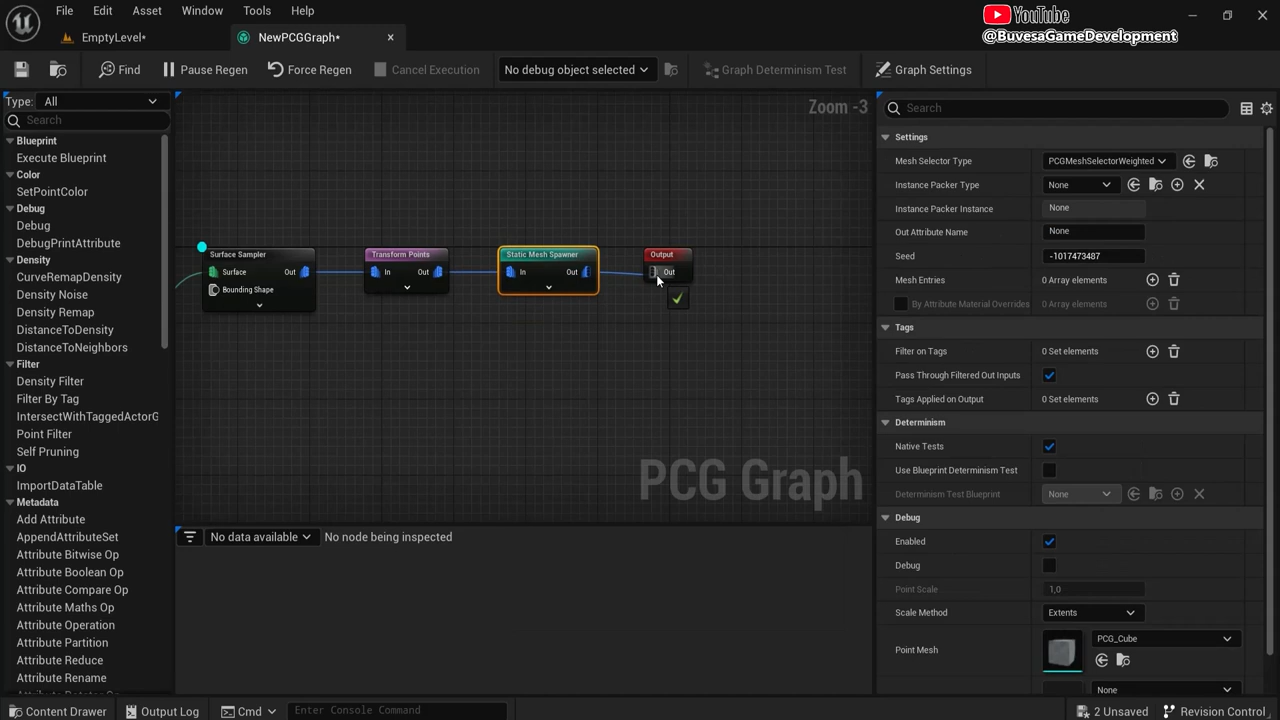 File Edit Asset Window Tools Help
YouTube
@BuvesaGameDevelopment
EmptyLevel*
NewPCGGraph*
Find
Pause Regen
Force Regen
Cancel Execution
No debug object selected
Graph Determinism Test
Graph Settings
Type: All
Search
Blueprint
Execute Blueprint
Color
SetPointColor
Debug
Debug
DebugPrintAttribute
Density
CurveRemapDensity
Density Noise
Density Remap
DistanceToDensity
DistanceToNeighbors
Filter
Density Filter
Filter By Tag
IntersectWithTaggedActorG
Point Filter
Self Pruning
IO
ImportDataTable
Metadata
Add Attribute
AppendAttributeSet
Attribute Bitwise Op
Attribute Boolean Op
Attribute Compare Op
Attribute Maths Op
Attribute Operation
Attribute Partition
Attribute Reduce
Attribute Rename
Zoom -3
Surface Sampler
Surface Out
Bounding Shape
Transform Points
In Out
Static Mesh Spawner
In Out
Output
Out
PCG Graph
No data available
No node being inspected
Search
Settings
Mesh Selector Type PCGMeshSelectorWeighted
Instance Packer Type None
Instance Packer Instance None
Out Attribute Name None
Seed -1017473487
Mesh Entries 0 Array elements
By Attribute Material Overrides 0 Array elements
Tags
Filter on Tags 0 Set elements
Pass Through Filtered Out Inputs
Tags Applied on Output 0 Set elements
Determinism
Native Tests
Use Blueprint Determinism Test
Determinism Test Blueprint None
Debug
Enabled
Debug
Point Scale 1,0
Scale Method Extents
Point Mesh PCG_Cube
None
Content Drawer
Output Log
Cmd
Enter Console Command
2 Unsaved
Revision Control